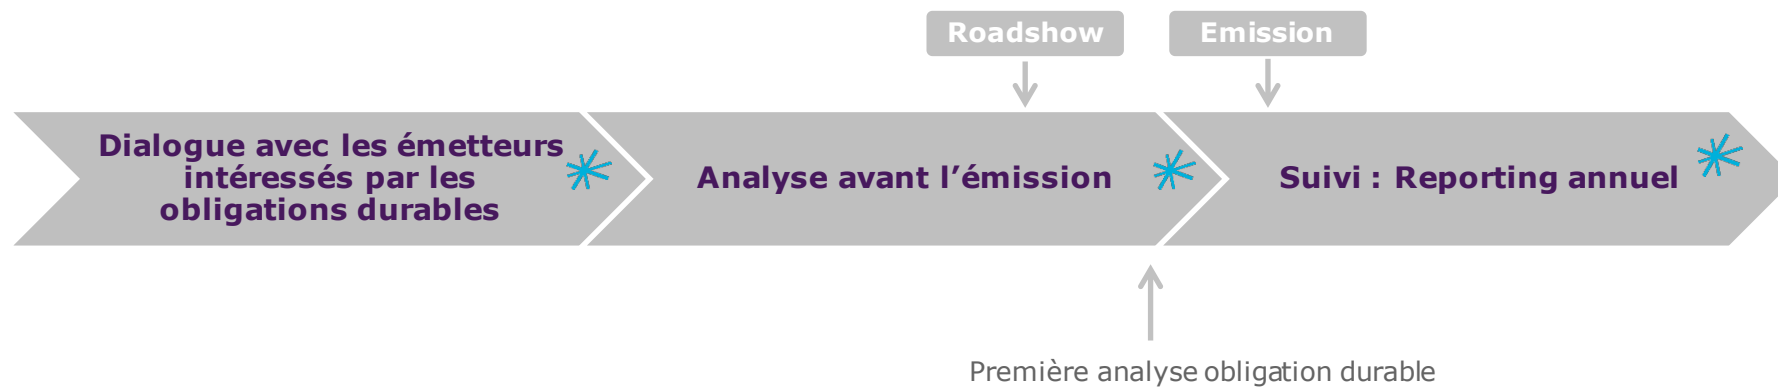 Roadshow
Emission
Dialogue avec les émetteurs
intéressés par les
obligations durables
Analyse avant l’émission
Suivi : Reporting annuel
Première analyse obligation durable